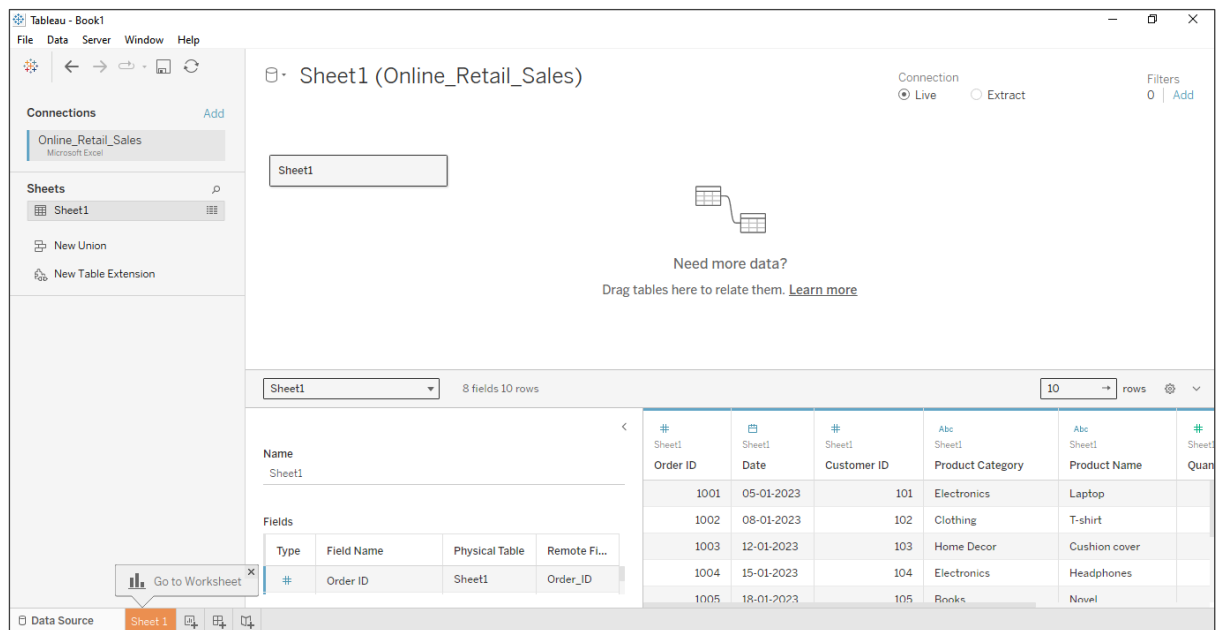 Tableau - Book1
File Data Server Window Help
Connections Add
Online_Retail_Sales
Microsoft Excel
Sheets
Sheet1
New Union
New Table Extension
Sheet1 (Online_Retail_Sales)
Connection
Live Extract
Filters
0 Add
Sheet1
Need more data?
Drag tables here to relate them. Learn more
Sheet1 8 fields 10 rows 10 → rows
Name
Sheet1
Fields
Type Field Name Physical Table Remote Fi...
# Order ID Sheet1 Order_ID
# # Abc Abc #
Sheet1 Sheet1 Sheet1 Sheet1 Sheet1 Sheet1
Order ID Date Customer ID Product Category Product Name Quan
1001 05-01-2023 101 Electronics Laptop
1002 08-01-2023 102 Clothing T-shirt
1003 12-01-2023 103 Home Decor Cushion cover
1004 15-01-2023 104 Electronics Headphones
1005 18-01-2023 105 Books Novel
Go to Worksheet
Data Source Sheet 1